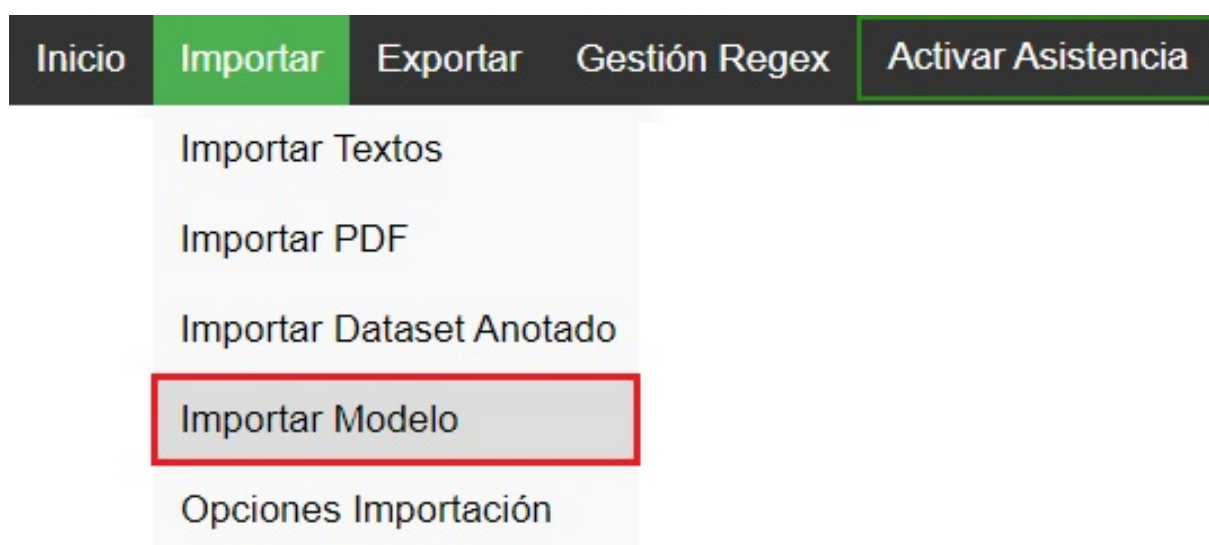 Inicio Importar Exportar Gestión Regex Activar Asistencia
Importar Textos
Importar PDF
Importar Dataset Anotado
Importar Modelo
Opciones Importación